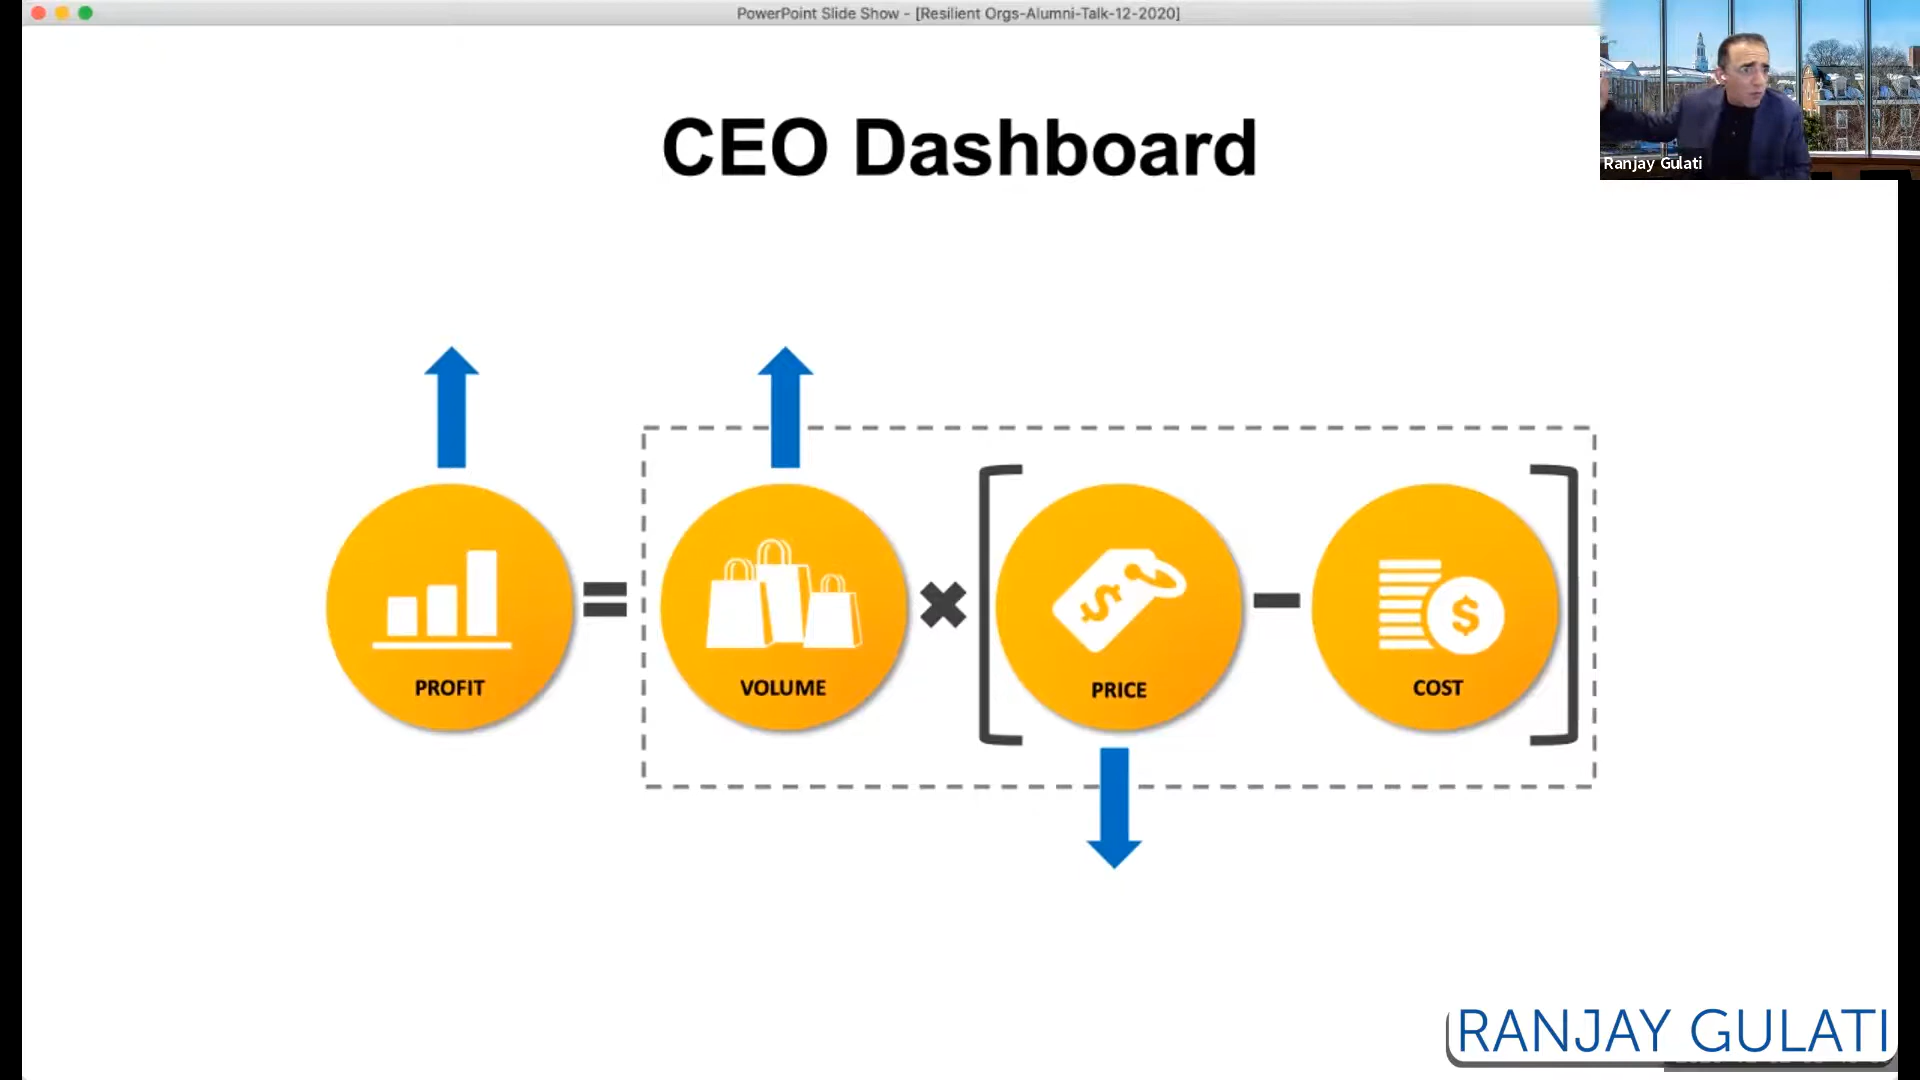 PowerPoint Slide Show - [Resilient Orgs-Alumni-Talk-12-2020]
Ranjay Gulati
CEO Dashboard
PROFIT
VOLUME
PRICE
COST
RANJAY GULATI